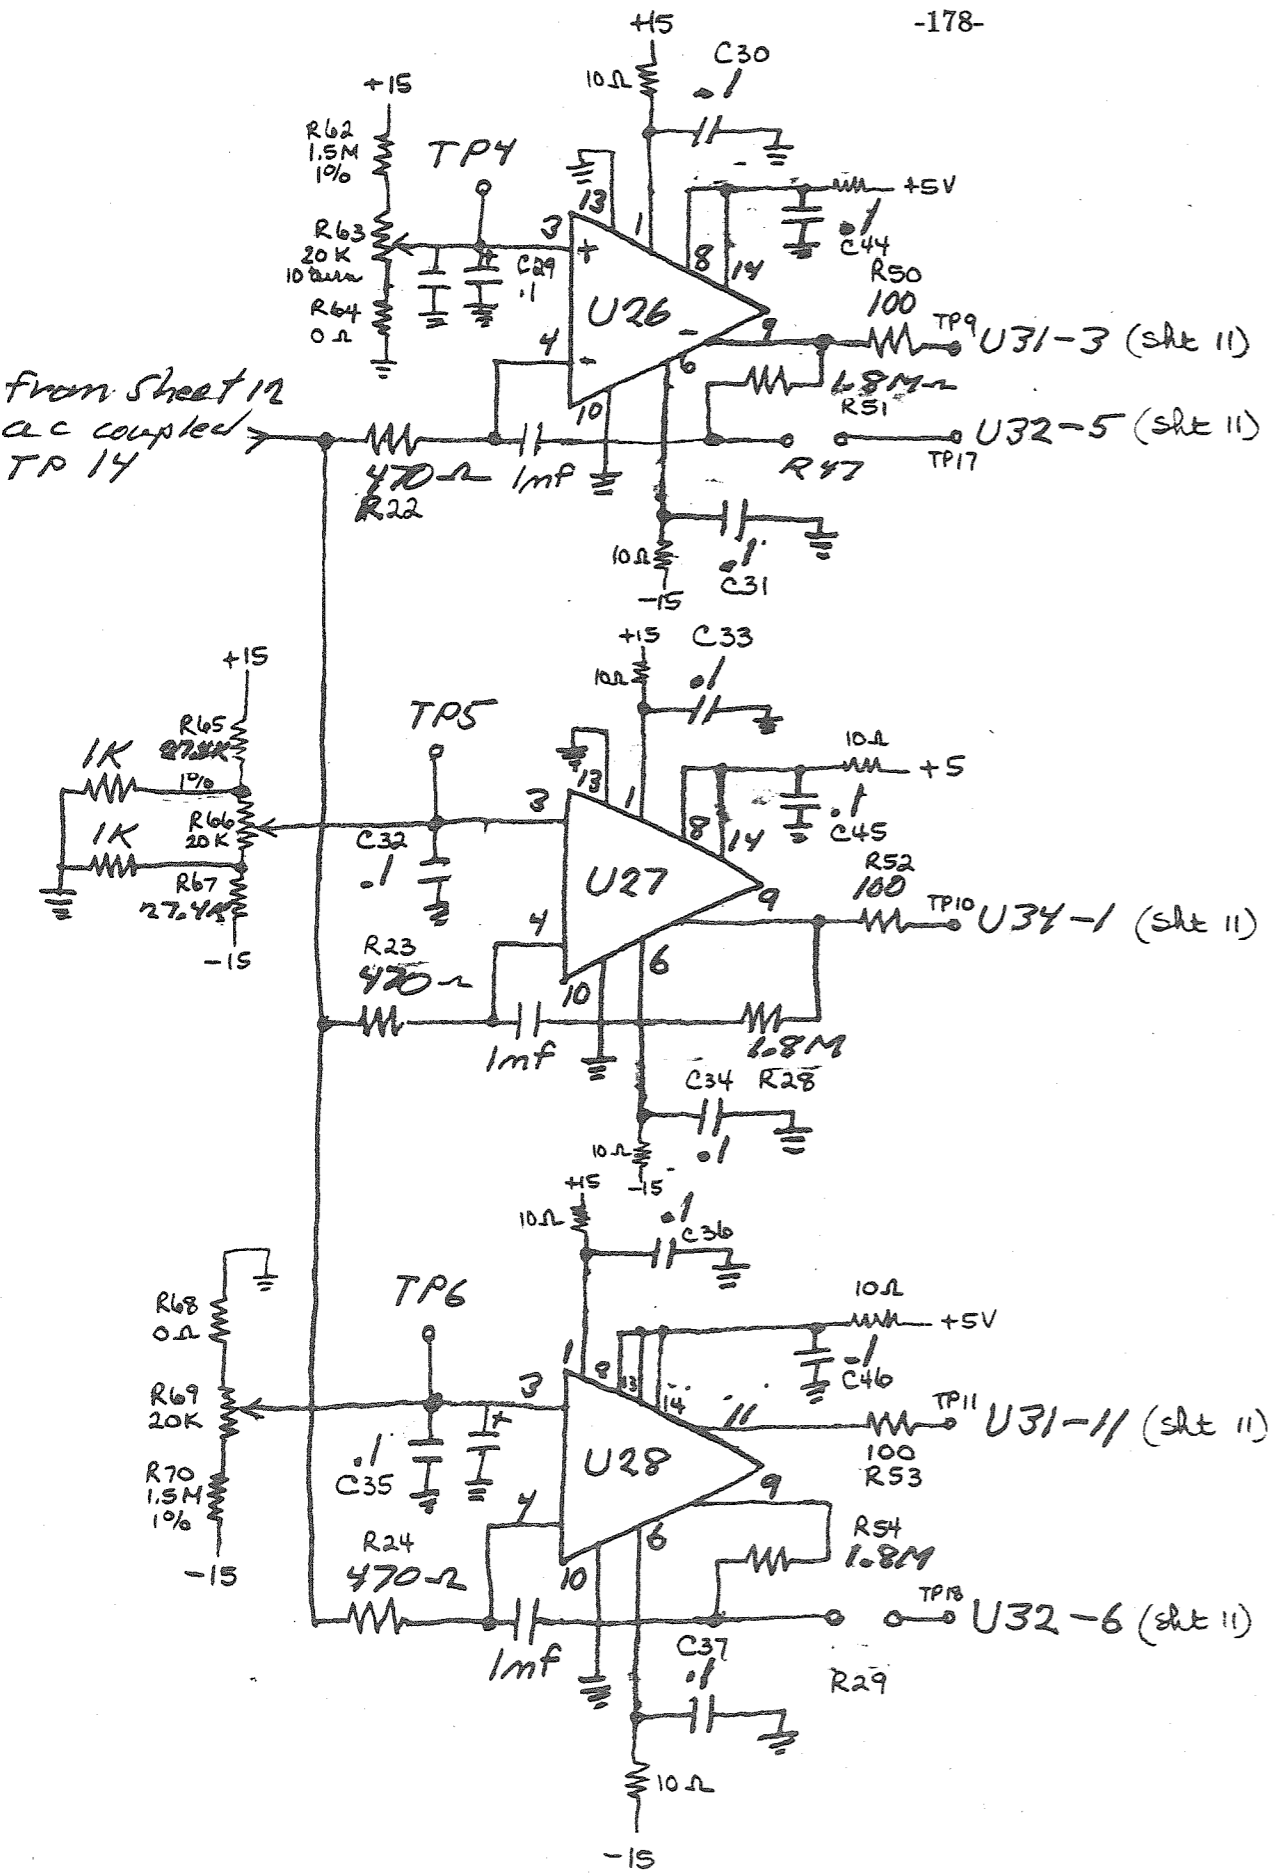 -178-
+15
10Ω
C30
.1
+15
R62
1.5M
1%
TP4
13
1
+5V
.1
C44
R63
20K
10 turn
3
+
C29
.1
8
14
R50
100
R64
0Ω
U26
-
9
TP9
U31-3 (sht 11)
4
-
6
1.8MΩ
R51
from Sheet 12
ac coupled
TP 14
10
U32-5 (sht 11)
TP17
470Ω
R22
1mf
R47
10Ω
.1
C31
-15
+15
C33
10Ω
.1
+15
TP5
R65
27.4K
1%
1K
13
1
10Ω
+5
.1
C45
3
8
14
R66
20K
1K
C32
.1
R52
100
U27
9
R67
27.4K
TP10
U34-1 (sht 11)
4
-15
R23
470Ω
6
10
1mf
1.8M
R28
C34
.1
10Ω
-15
+15
10Ω
.1
C36
TP6
R68
0Ω
10Ω
+5V
.1
C46
1
8
13
14
3
R69
20K
+
11
TP11
U31-11 (sht 11)
100
R53
.1
C35
U28
9
R70
1.5M
1%
-15
4
6
R54
1.8M
R24
470Ω
10
TP18
U32-6 (sht 11)
1mf
C37
.1
R29
10Ω
-15